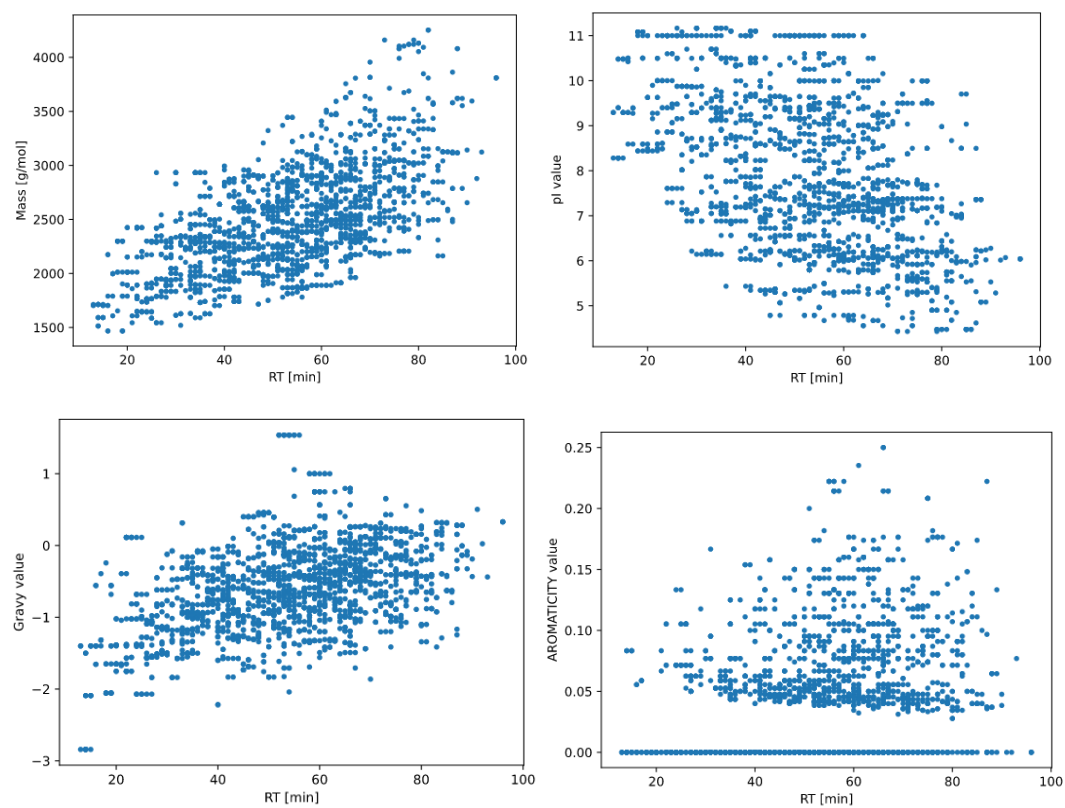 4000
3500
3000
2500
2000
1500
Mass [g/mol]
20 40 60 80 100
RT [min]
11
10
9
8
7
6
5
pI value
20 40 60 80 100
RT [min]
1
0
−1
−2
−3
Gravy value
20 40 60 80 100
RT [min]
0.25
0.20
0.15
0.10
0.05
0.00
AROMATICITY value
20 40 60 80 100
RT [min]